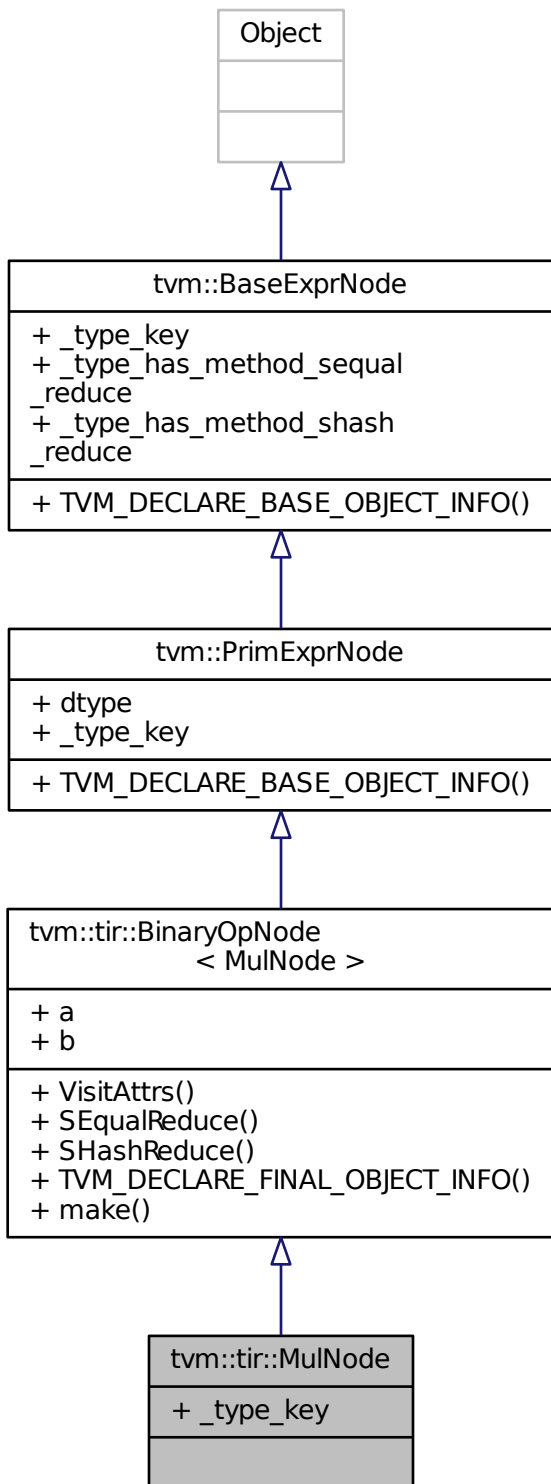 Object
tvm::BaseExprNode
+ _type_key
+ _type_has_method_sequal
_reduce
+ _type_has_method_shash
_reduce
+ TVM_DECLARE_BASE_OBJECT_INFO()
tvm::PrimExprNode
+ dtype
+ _type_key
+ TVM_DECLARE_BASE_OBJECT_INFO()
tvm::tir::BinaryOpNode
< MulNode >
+ a
+ b
+ VisitAttrs()
+ SEqualReduce()
+ SHashReduce()
+ TVM_DECLARE_FINAL_OBJECT_INFO()
+ make()
tvm::tir::MulNode
+ _type_key